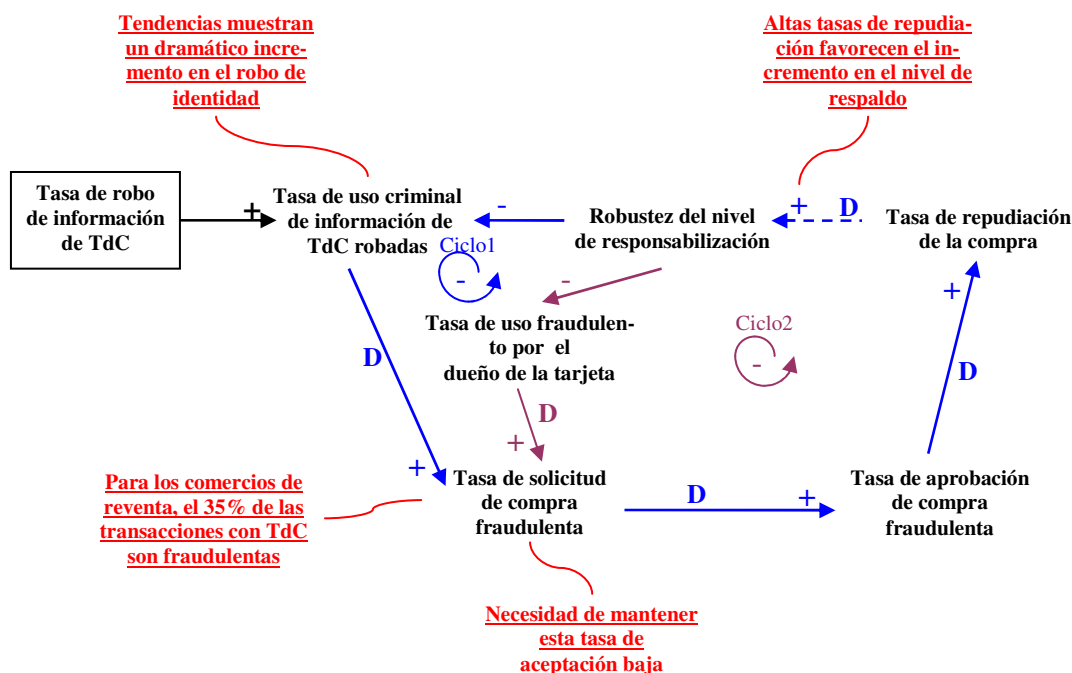 Tendencias muestran
un dramático incre-
mento en el robo de
identidad
Altas tasas de repudia-
ción favorecen el in-
cremento en el nivel de
respaldo
Tasa de robo
de información
de TdC
+
Tasa de uso criminal
de información de
TdC robadas
-
Robustez del nivel
de responsabilización
+
D
Tasa de repudiación
de la compra
Ciclo1
-
-
Tasa de uso fraudulen-
to por el
dueño de la tarjeta
Ciclo2
-
+
D
D
D
+
+
Tasa de solicitud
de compra
fraudulenta
D
+
Tasa de aprobación
de compra
fraudulenta
Para los comercios de
reventa, el 35% de las
transacciones con TdC
son fraudulentas
Necesidad de mantener
esta tasa de
aceptación baja